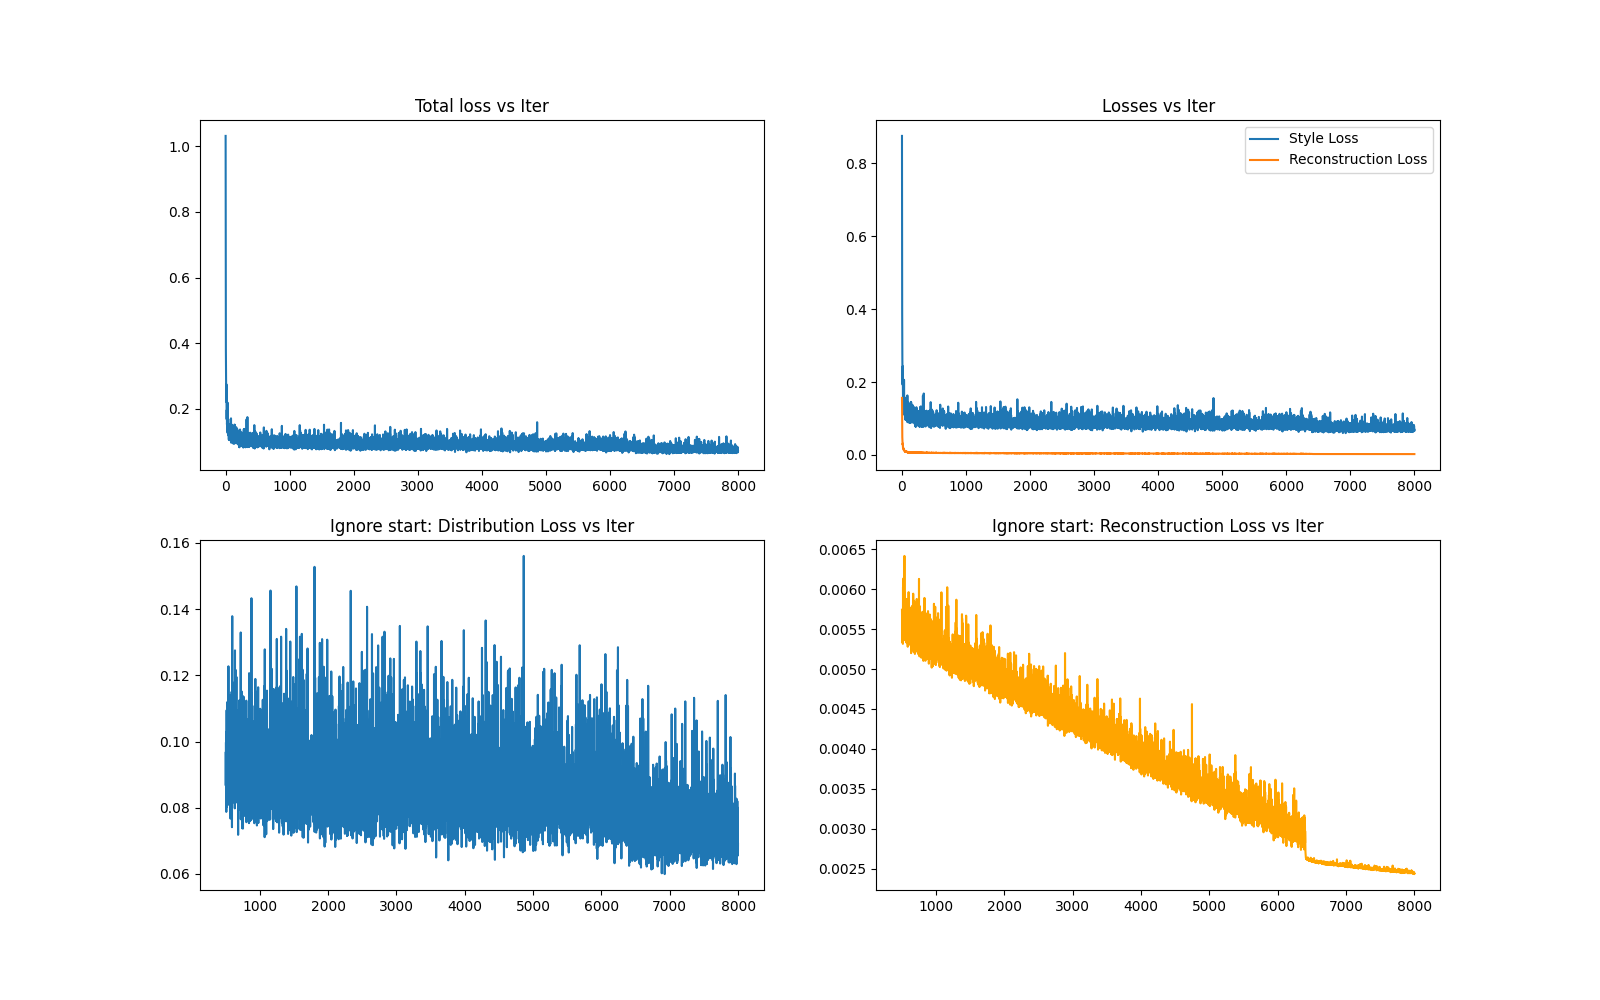 Total loss vs Iter
1.0
0.8
0.6
0.4
0.2
0 1000 2000 3000 4000 5000 6000 7000 8000
Losses vs Iter
Style Loss
Reconstruction Loss
0.8
0.6
0.4
0.2
0.0
0 1000 2000 3000 4000 5000 6000 7000 8000
Ignore start: Distribution Loss vs Iter
0.16
0.14
0.12
0.10
0.08
0.06
1000 2000 3000 4000 5000 6000 7000 8000
Ignore start: Reconstruction Loss vs Iter
0.0065
0.0060
0.0055
0.0050
0.0045
0.0040
0.0035
0.0030
0.0025
1000 2000 3000 4000 5000 6000 7000 8000